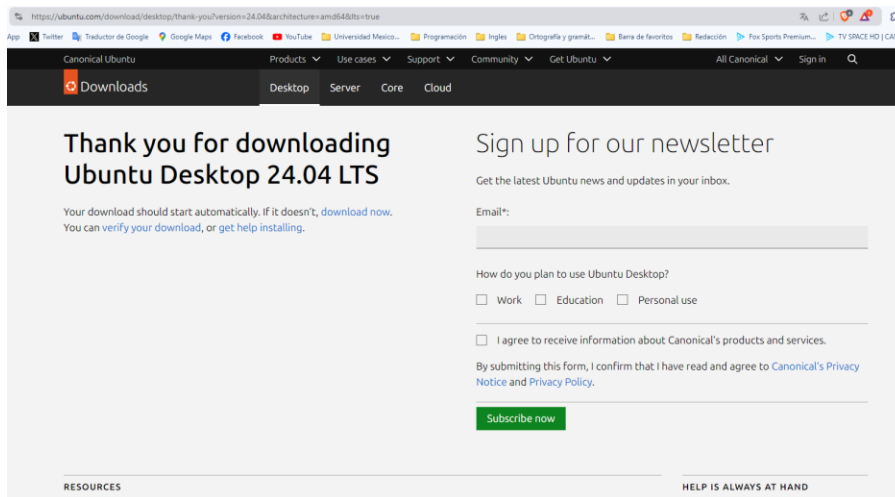 https://ubuntu.com/download/desktop/thank-you?version=24.04&architecture=amd64&lts=true
App Twitter Traductor de Google Google Maps Facebook YouTube Universidad Mexico... Programación Ingles Ortografía y gramát... Barra de favoritos Redacción Fox Sports Premium... TV SPACE HD | CAN
Canonical Ubuntu Products Use cases Support Community Get Ubuntu All Canonical Sign in
Downloads Desktop Server Core Cloud
Thank you for downloading
Ubuntu Desktop 24.04 LTS
Your download should start automatically. If it doesn't, download now.
You can verify your download, or get help installing.
Sign up for our newsletter
Get the latest Ubuntu news and updates in your inbox.
Email*:
How do you plan to use Ubuntu Desktop?
Work Education Personal use
I agree to receive information about Canonical's products and services.
By submitting this form, I confirm that I have read and agree to Canonical's Privacy
Notice and Privacy Policy.
Subscribe now
RESOURCES
HELP IS ALWAYS AT HAND